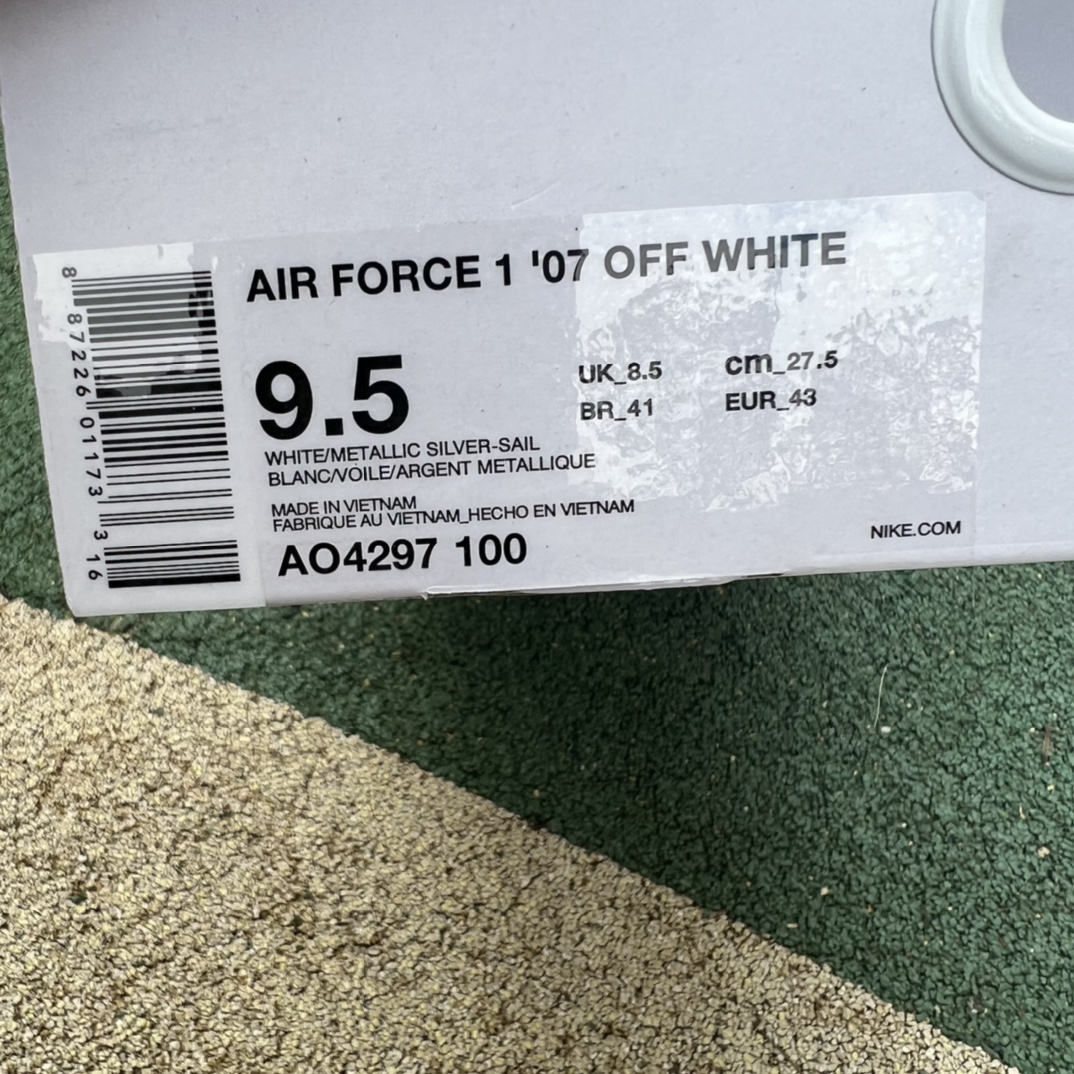 AIR FORCE 1 '07 OFF WHITE
9.5
UK_8.5 cm_27.5
BR_41 EUR_43
WHITE/METALLIC SILVER-SAIL
BLANC/VOILE/ARGENT METALLIQUE
MADE IN VIETNAM
FABRIQUE AU VIETNAM_HECHO EN VIETNAM
AO4297 100
NIKE.COM
8 87226 01173 3 16